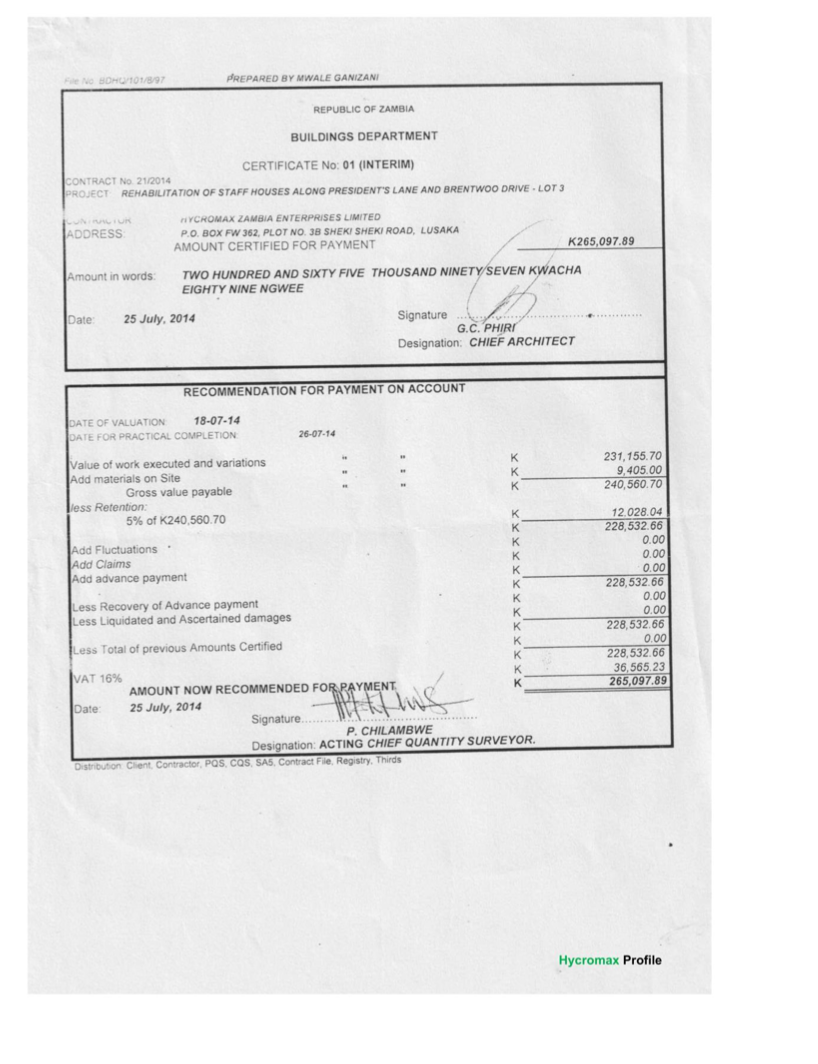 File No. BDHQ/101/8/97 PREPARED BY MWALE GANIZANI
REPUBLIC OF ZAMBIA
BUILDINGS DEPARTMENT
CERTIFICATE No: 01 (INTERIM)
CONTRACT No. 21/2014
PROJECT REHABILITATION OF STAFF HOUSES ALONG PRESIDENT'S LANE AND BRENTWOO DRIVE - LOT 3
CONTRACTOR HYCROMAX ZAMBIA ENTERPRISES LIMITED
ADDRESS: P.O. BOX FW 362, PLOT NO. 3B SHEKI SHEKI ROAD, LUSAKA
AMOUNT CERTIFIED FOR PAYMENT K265,097.89
Amount in words: TWO HUNDRED AND SIXTY FIVE THOUSAND NINETY SEVEN KWACHA
EIGHTY NINE NGWEE
Date: 25 July, 2014 Signature
G.C. PHIRI
Designation: CHIEF ARCHITECT
RECOMMENDATION FOR PAYMENT ON ACCOUNT
DATE OF VALUATION: 18-07-14
DATE FOR PRACTICAL COMPLETION: 26-07-14
Value of work executed and variations " " K 231,155.70
Add materials on Site " " K 9,405.00
Gross value payable " " K 240,560.70
less Retention:
5% of K240,560.70 K 12,028.04
K 228,532.66
Add Fluctuations K 0.00
Add Claims K 0.00
Add advance payment K 0.00
K 228,532.66
Less Recovery of Advance payment K 0.00
Less Liquidated and Ascertained damages K 0.00
K 228,532.66
Less Total of previous Amounts Certified K 0.00
K 228,532.66
VAT 16% K 36,565.23
AMOUNT NOW RECOMMENDED FOR PAYMENT K 265,097.89
Date: 25 July, 2014
Signature
P. CHILAMBWE
Designation: ACTING CHIEF QUANTITY SURVEYOR.
Distribution: Client, Contractor, PQS, CQS, SA5, Contract File, Registry, Thirds
Hycromax Profile